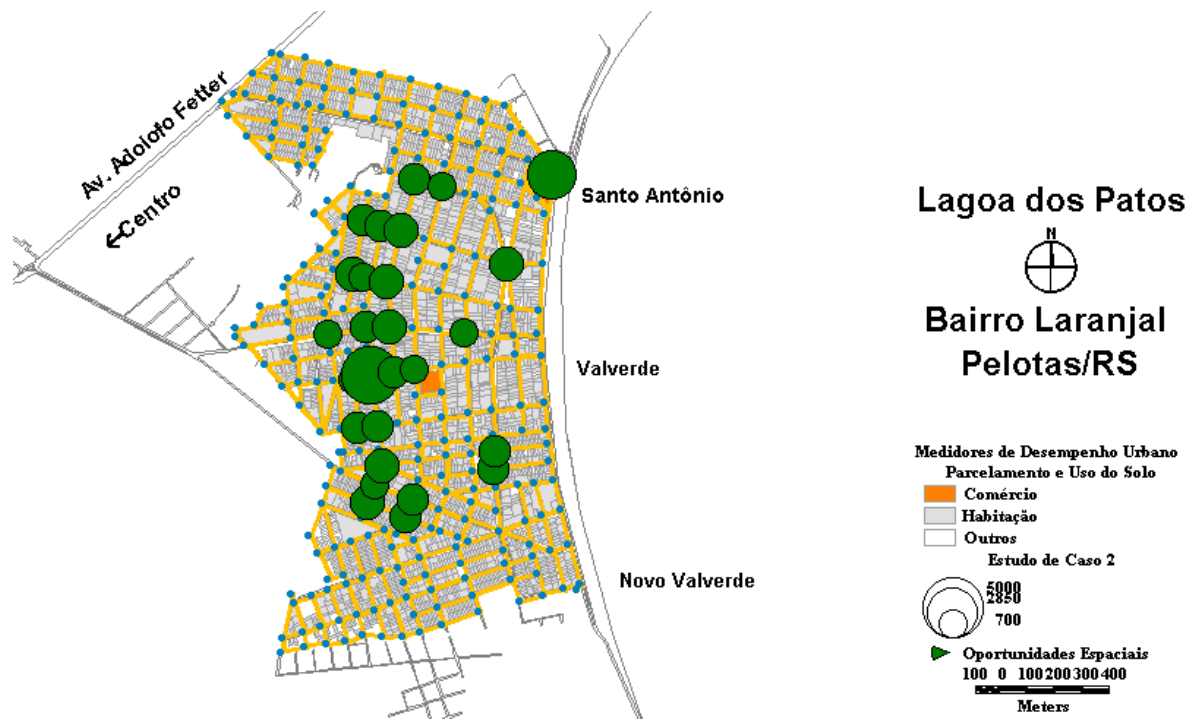 Av. Adolofo Fetter
←Centro
Santo Antônio
Valverde
Novo Valverde
Lagoa dos Patos
N
Bairro Laranjal
Pelotas/RS
Medidores de Desempenho Urbano
Parcelamento e Uso do Solo
Comércio
Habitação
Outros
Estudo de Caso 2
5000
2850
700
Oportunidades Espaciais
100 0 100 200 300 400
Meters